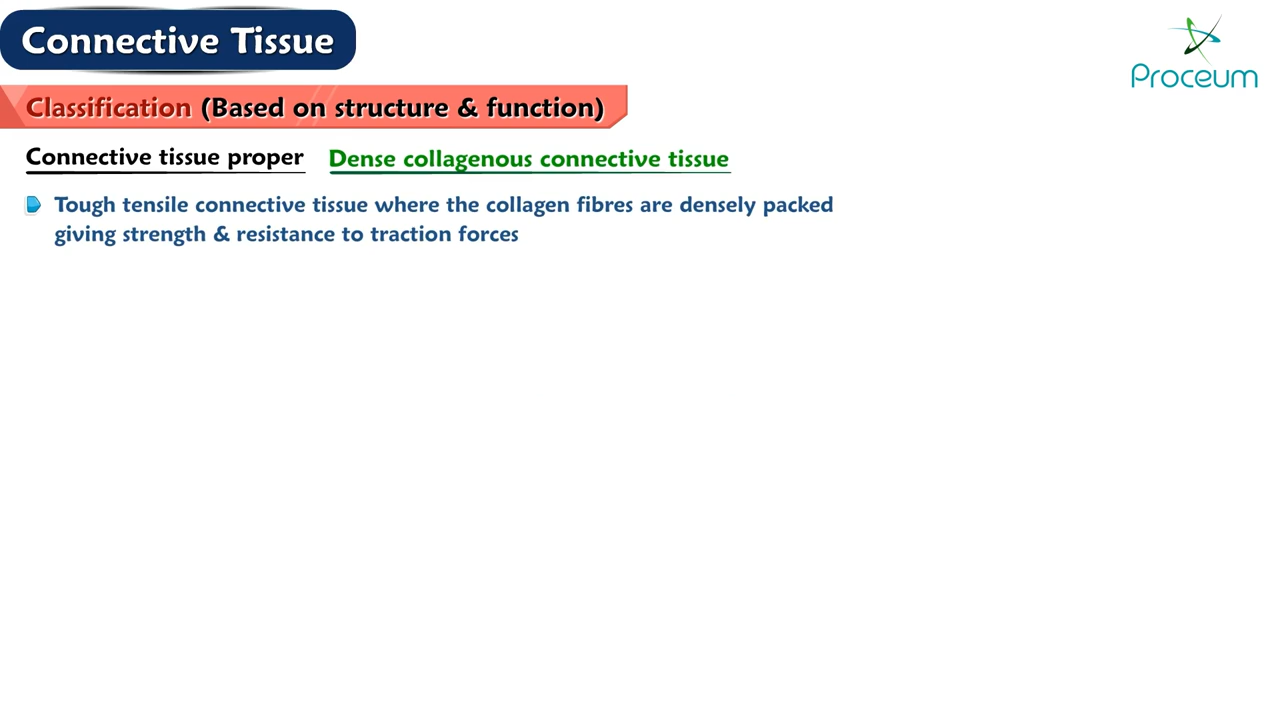 Connective Tissue
Proceum
Classification (Based on structure & function)
Connective tissue proper Dense collagenous connective tissue
Tough tensile connective tissue where the collagen fibres are densely packed
giving strength & resistance to traction forces